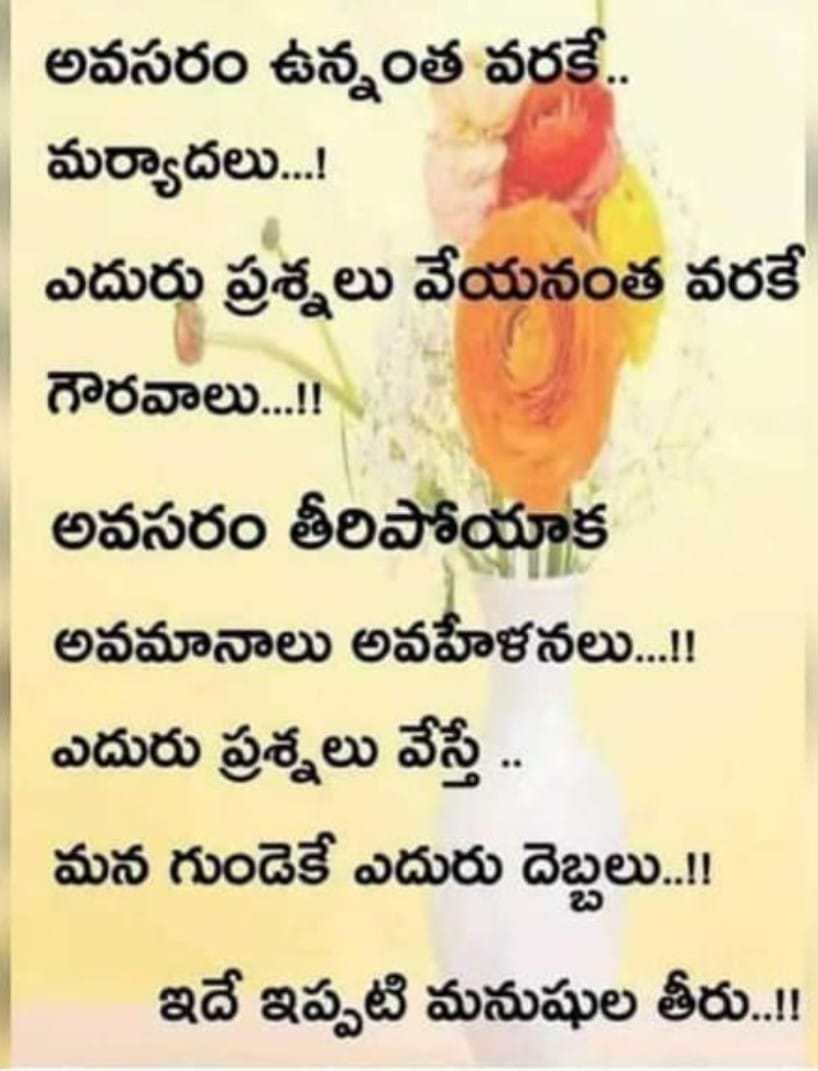 అవసరం ఉన్నంత వరకే..
మర్యాదలు...!
ఎదురు ప్రశ్నలు వేయనంత వరకే
గౌరవాలు...!!
అవసరం తీరిపోయాక
అవమానాలు అవహేళనలు...!!
ఎదురు ప్రశ్నలు వేస్తే ..
మన గుండెకే ఎదురు దెబ్బలు..!!
ఇదే ఇప్పటి మనుషుల తీరు..!!